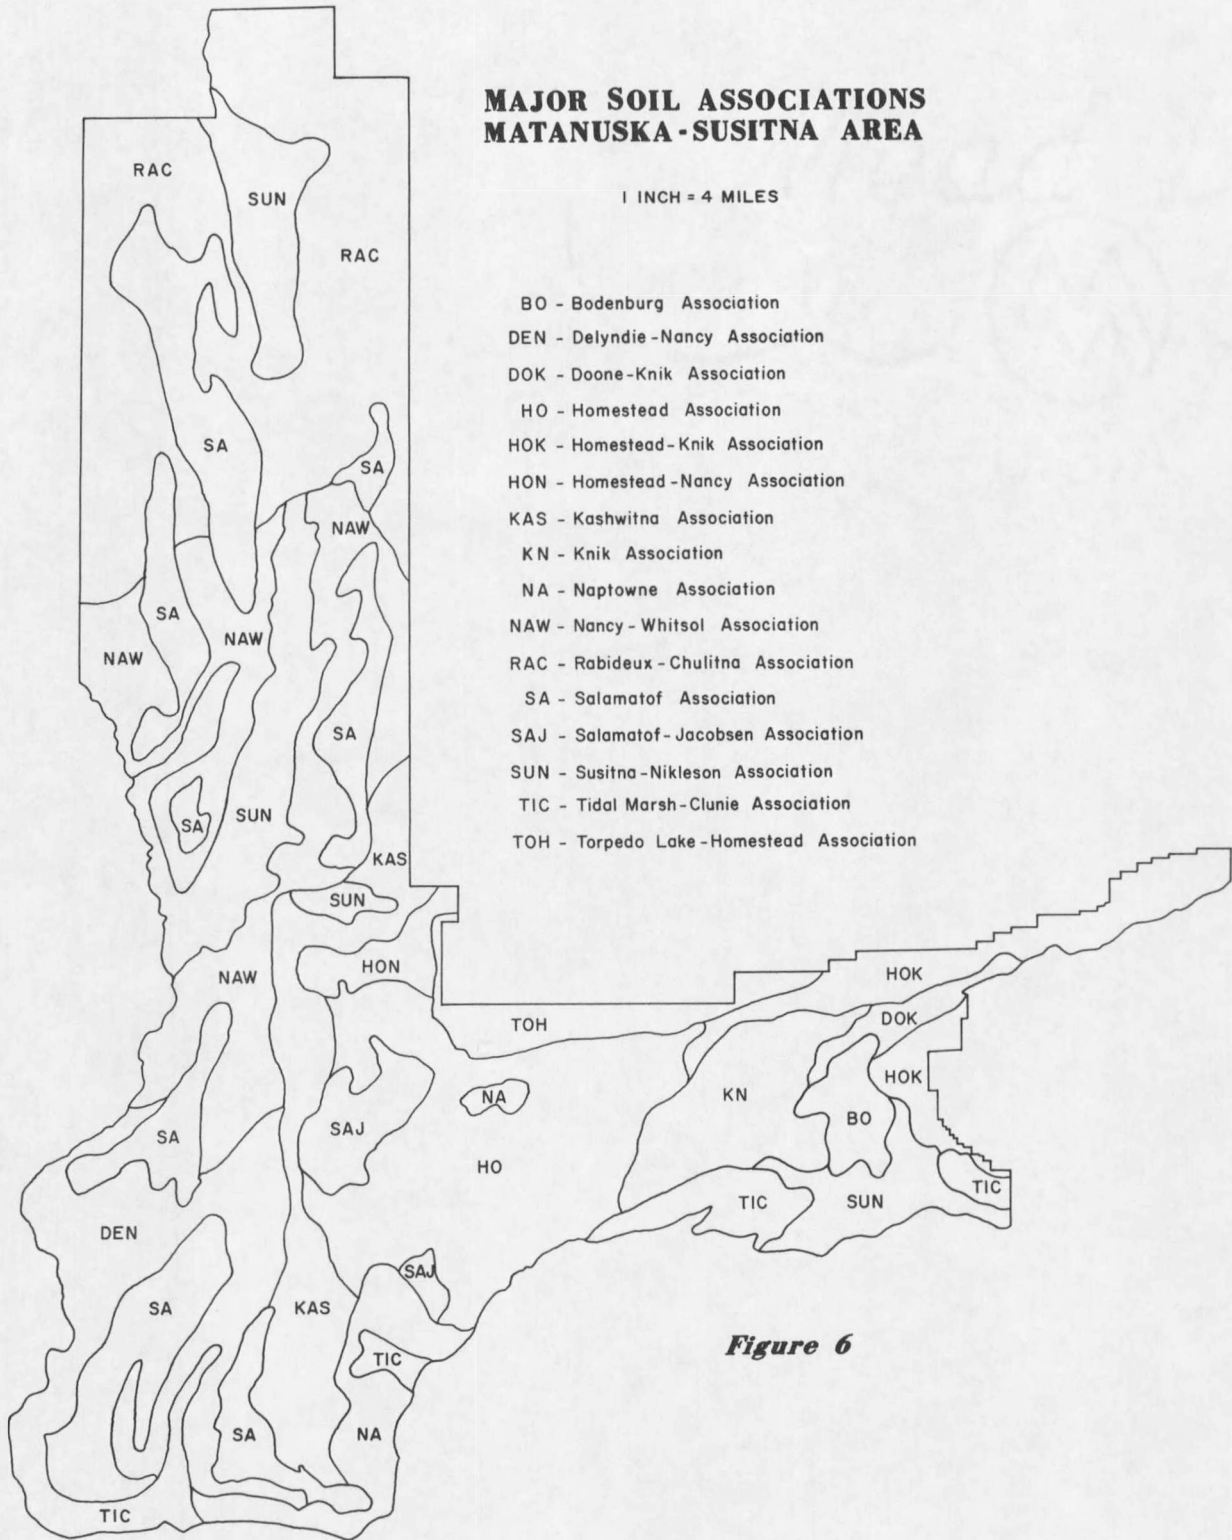 MAJOR SOIL ASSOCIATIONS
MATANUSKA-SUSITNA AREA
1 INCH = 4 MILES
BO - Bodenburg Association
DEN - Delyndie-Nancy Association
DOK - Doone-Knik Association
HO - Homestead Association
HOK - Homestead-Knik Association
HON - Homestead-Nancy Association
KAS - Kashwitna Association
KN - Knik Association
NA - Naptowne Association
NAW - Nancy-Whitsol Association
RAC - Rabideux-Chulitna Association
SA - Salamatof Association
SAJ - Salamatof-Jacobsen Association
SUN - Susitna-Nikleson Association
TIC - Tidal Marsh-Clunie Association
TOH - Torpedo Lake-Homestead Association
RAC
SUN
RAC
SA
SA
NAW
SA
NAW
NAW
SA
SA
SUN
KAS
SUN
NAW
HON
HOK
TOH
DOK
HOK
NA
KN
BO
SA
SAJ
HO
TIC
TIC
SUN
DEN
SAJ
SA
KAS
TIC
SA
NA
TIC
Figure 6